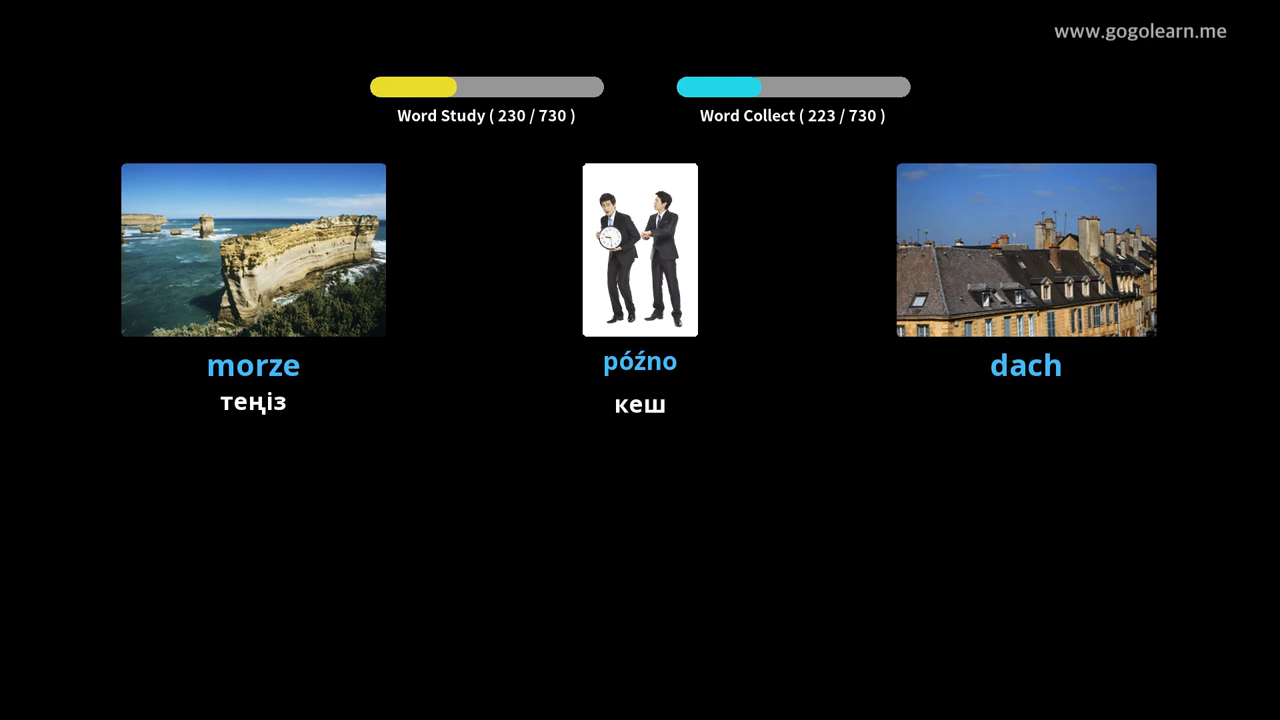 www.gogolearn.me
Word Study ( 230 / 730 )
Word Collect ( 223 / 730 )
morze
теңіз
późno
кеш
dach